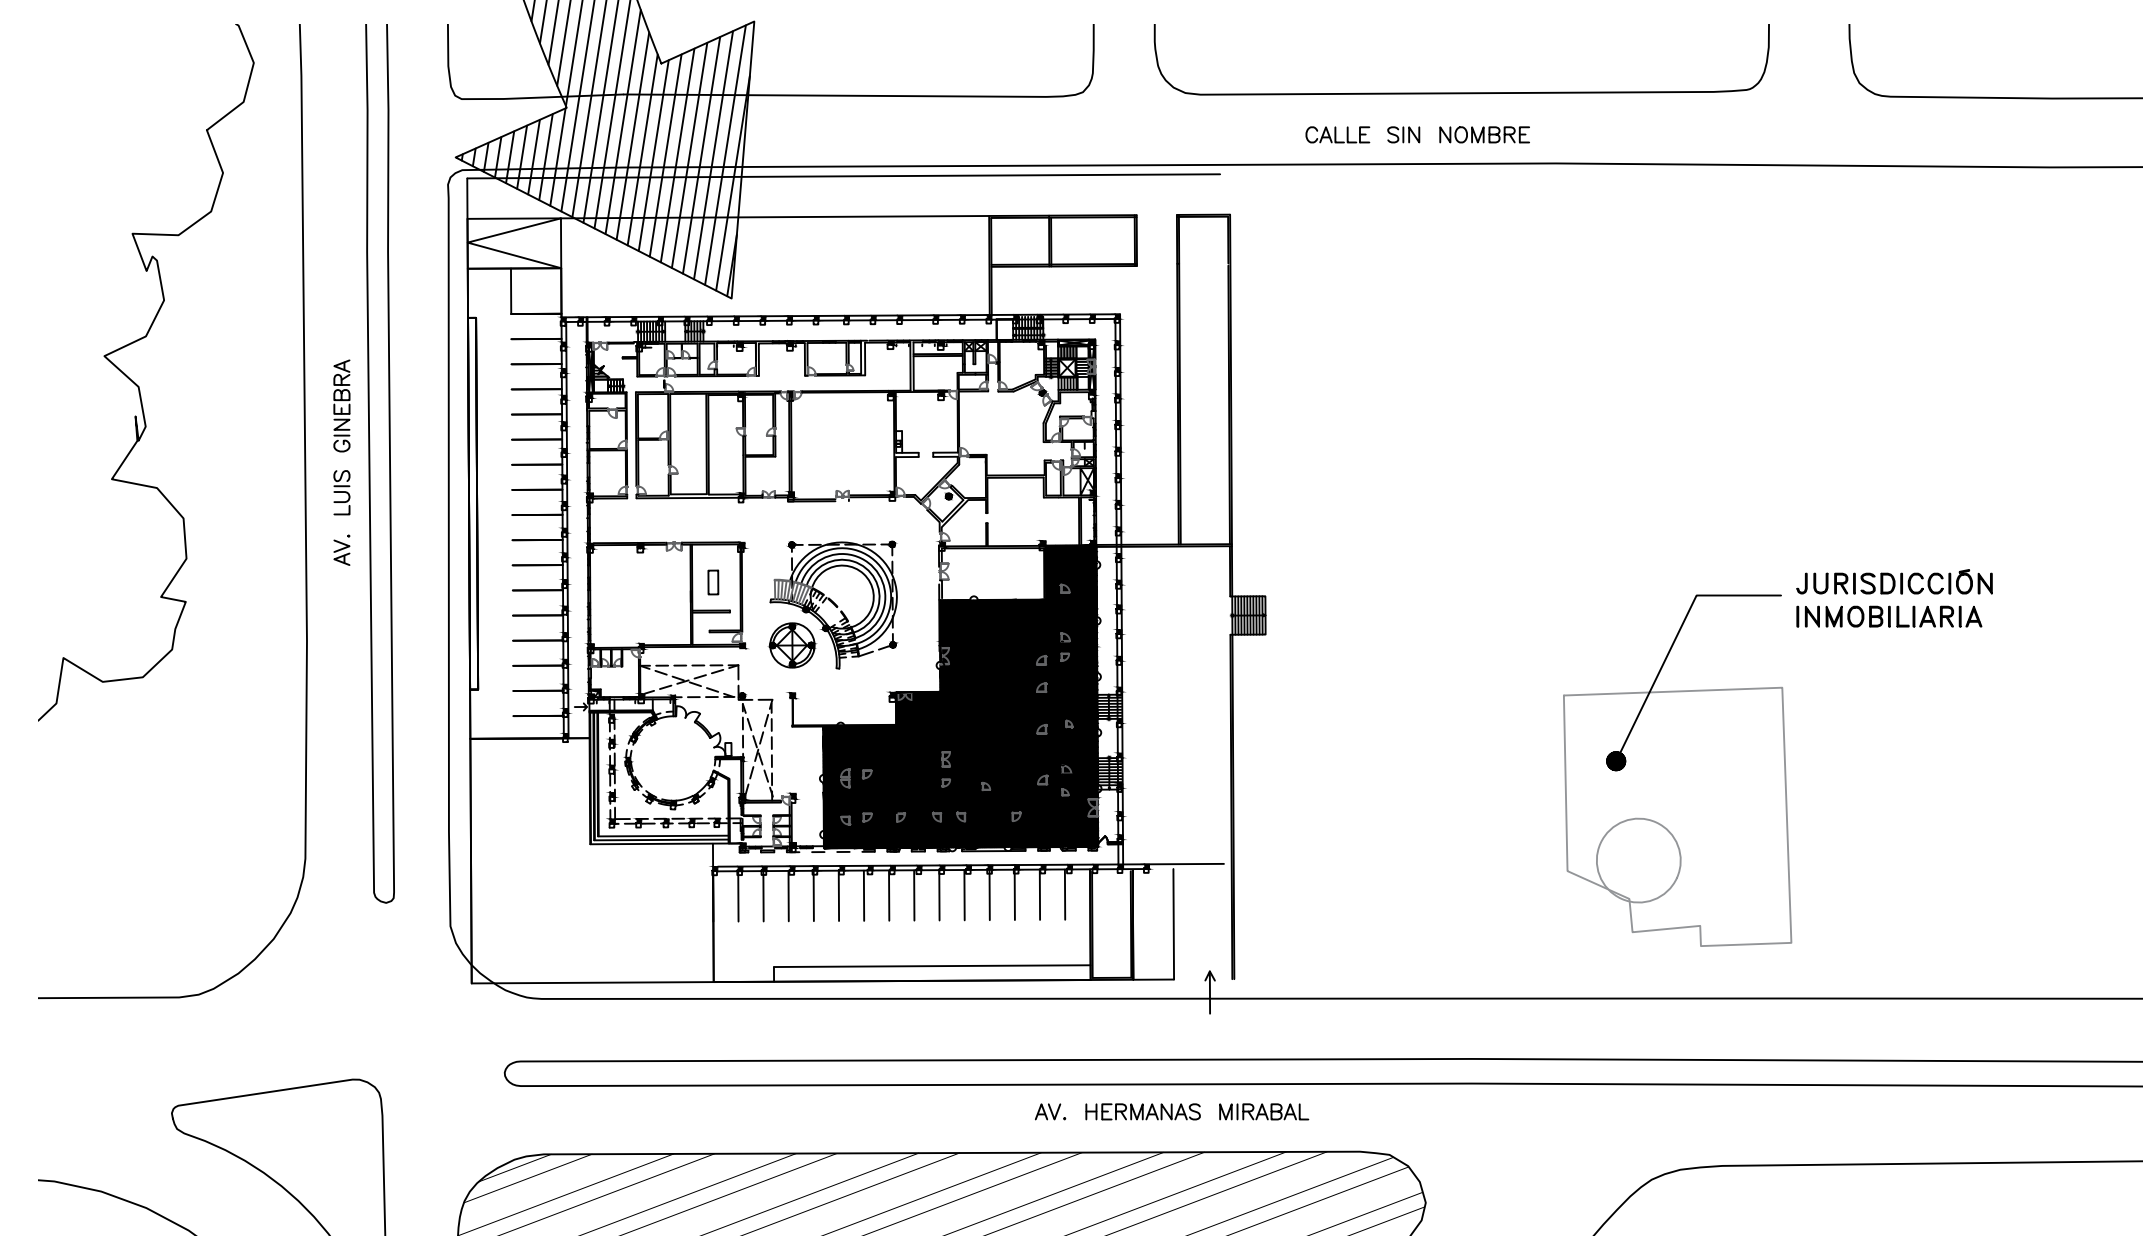 CALLE SIN NOMBRE
AV. LUIS GINEBRA
JURISDICCIÓN
INMOBILIARIA
AV. HERMANAS MIRABAL